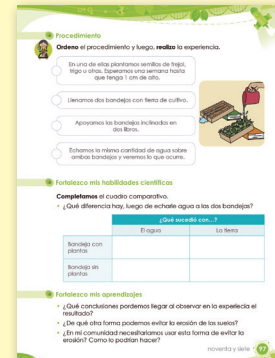 Procedimiento
Ordeno el procedimiento y luego, realizo la experiencia.
En una de ellas plantamos semillas de frejol,
trigo u otras. Esperamos una semana hasta
que tenga 1 cm de alto.
Llenamos dos bandejas con tierra de cultivo.
Apoyamos las bandejas inclinadas en
dos libros.
Echamos la misma cantidad de agua sobre
ambas bandejas y veremos lo que ocurre.
Fortalezco mis habilidades científicas
Completamos el cuadro comparativo.
• ¿Qué diferencia hay, luego de echarle agua a las dos bandejas?
¿Qué sucedió con...?
El agua La tierra
Bandeja con
plantas
Bandeja sin
plantas
Fortalezco mis aprendizajes
• ¿Qué conclusiones podemos llegar al observar en la experiecia el
resultado?
• ¿De qué otra forma podemos evitar la erosión de los suelos?
• ¿En mi comunidad necesitaríamos usar esta forma de evitar la
erosión? Como lo podrían hacer?
noventa y siete 97